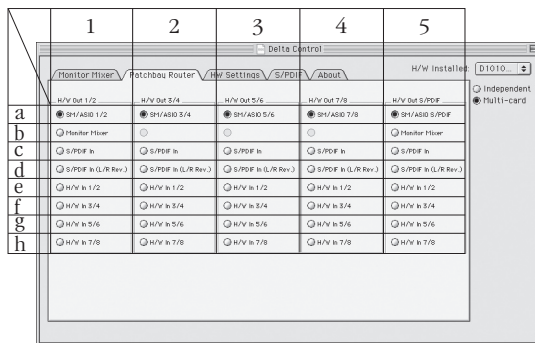 1 2 3 4 5
Delta Control
Monitor Mixer Patchbay Router HW Settings S/PDIF About
H/W Installed: D1010...
Independent
Multi-card
H/W Out 1/2 H/W Out 3/4 H/W Out 5/6 H/W Out 7/8 H/W Out S/PDIF
a SM/ASIO 1/2 SM/ASIO 3/4 SM/ASIO 5/6 SM/ASIO 7/8 SM/ASIO S/PDIF
b Monitor Mixer Monitor Mixer
c S/PDIF In S/PDIF In S/PDIF In S/PDIF In S/PDIF In
d S/PDIF In (L/R Rev.) S/PDIF In (L/R Rev.) S/PDIF In (L/R Rev.) S/PDIF In (L/R Rev.) S/PDIF In (L/R Rev.)
e H/W In 1/2 H/W In 1/2 H/W In 1/2 H/W In 1/2 H/W In 1/2
f H/W In 3/4 H/W In 3/4 H/W In 3/4 H/W In 3/4 H/W In 3/4
g H/W In 5/6 H/W In 5/6 H/W In 5/6 H/W In 5/6 H/W In 5/6
h H/W In 7/8 H/W In 7/8 H/W In 7/8 H/W In 7/8 H/W In 7/8